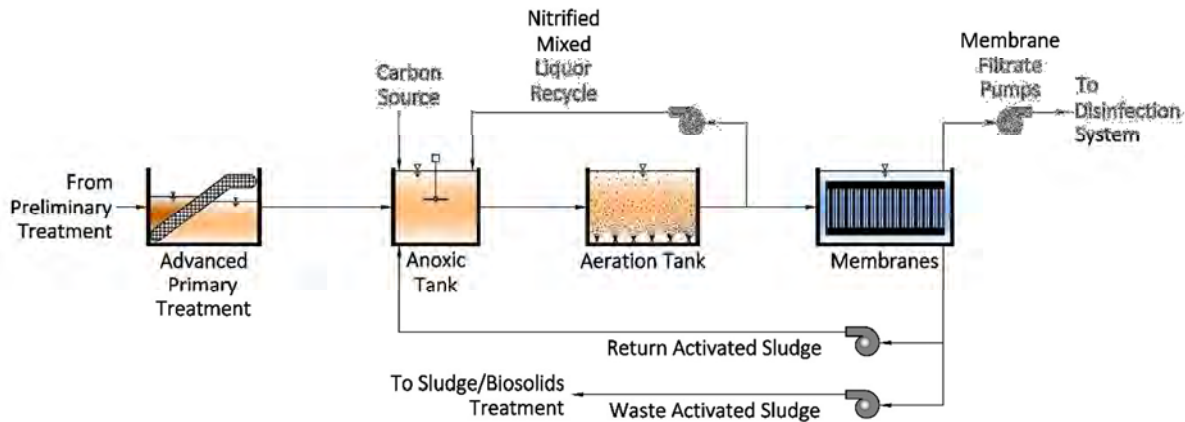 Nitrified
Mixed
Liquor
Recycle
Carbon
Source
Membrane
Filtrate
Pumps
To
Disinfection
System
From
Preliminary
Treatment
Advanced
Primary
Treatment
Anoxic
Tank
Aeration Tank
Membranes
Return Activated Sludge
To Sludge/Biosolids
Treatment
Waste Activated Sludge